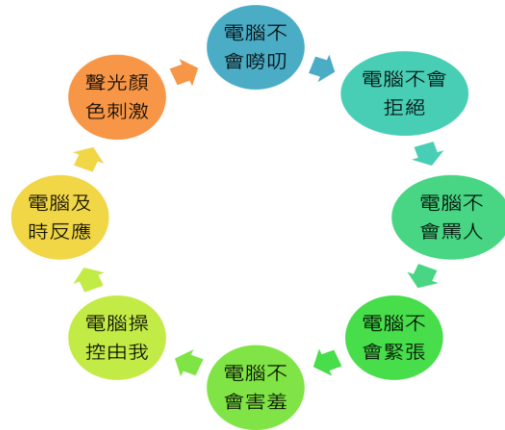 電腦不
會嘮叨
電腦不會
拒絕
電腦不
會罵人
電腦不
會緊張
電腦不
會害羞
電腦操
控由我
電腦及
時反應
聲光顏
色刺激